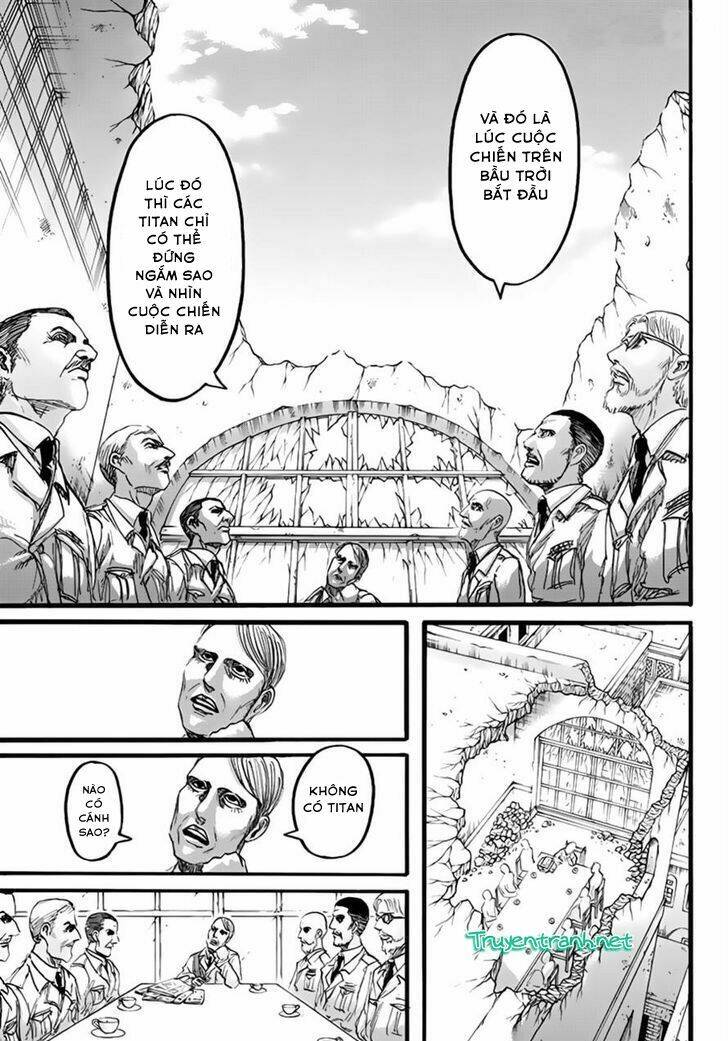 VÀ ĐÓ LÀ
LÚC CUỘC
CHIẾN TRÊN
BẦU TRỜI
BẮT ĐẦU
LÚC ĐÓ
THÌ CÁC
TITAN CHỈ
CÓ THỂ
ĐỨNG
NGẮM SAO
VÀ NHÌN
CUỘC CHIẾN
DIỄN RA
KHÔNG
CÓ TITAN
NÀO
CÓ
CÁNH
SAO?
Truyentranh.net